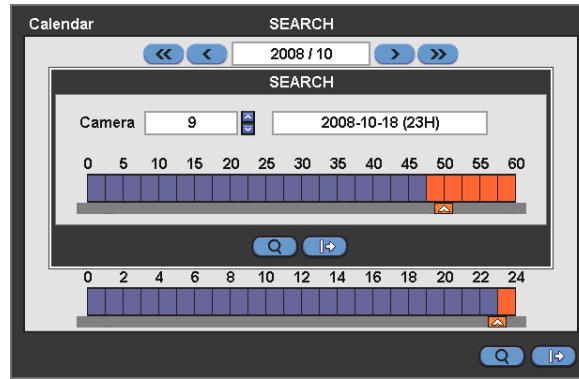 Calendar SEARCH
2008 / 10
SEARCH
Camera 9 2008-10-18 (23H)
0 5 10 15 20 25 30 35 40 45 50 55 60
0 2 4 6 8 10 12 14 16 18 20 22 24